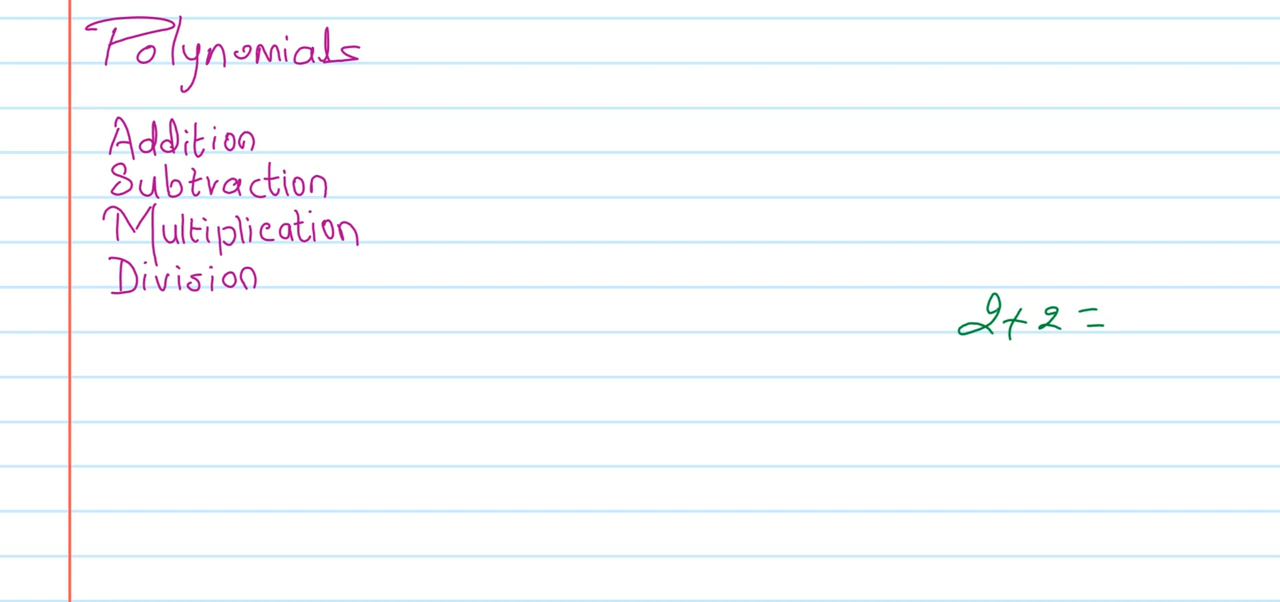 Polynomials
Addition
Subtraction
Multiplication
Division
2+2=